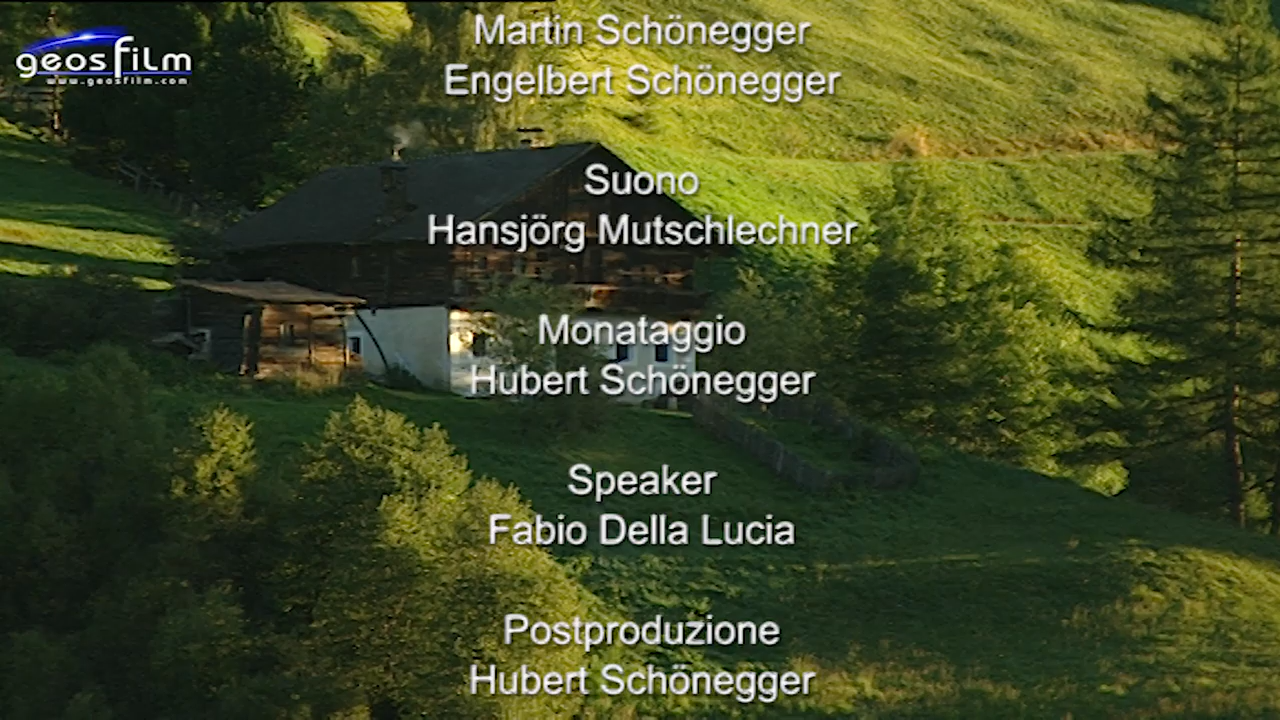 geosfilm
www.geosfilm.com
Martin Schönegger
Engelbert Schönegger
Suono
Hansjörg Mutschlechner
Monataggio
Hubert Schönegger
Speaker
Fabio Della Lucia
Postproduzione
Hubert Schönegger